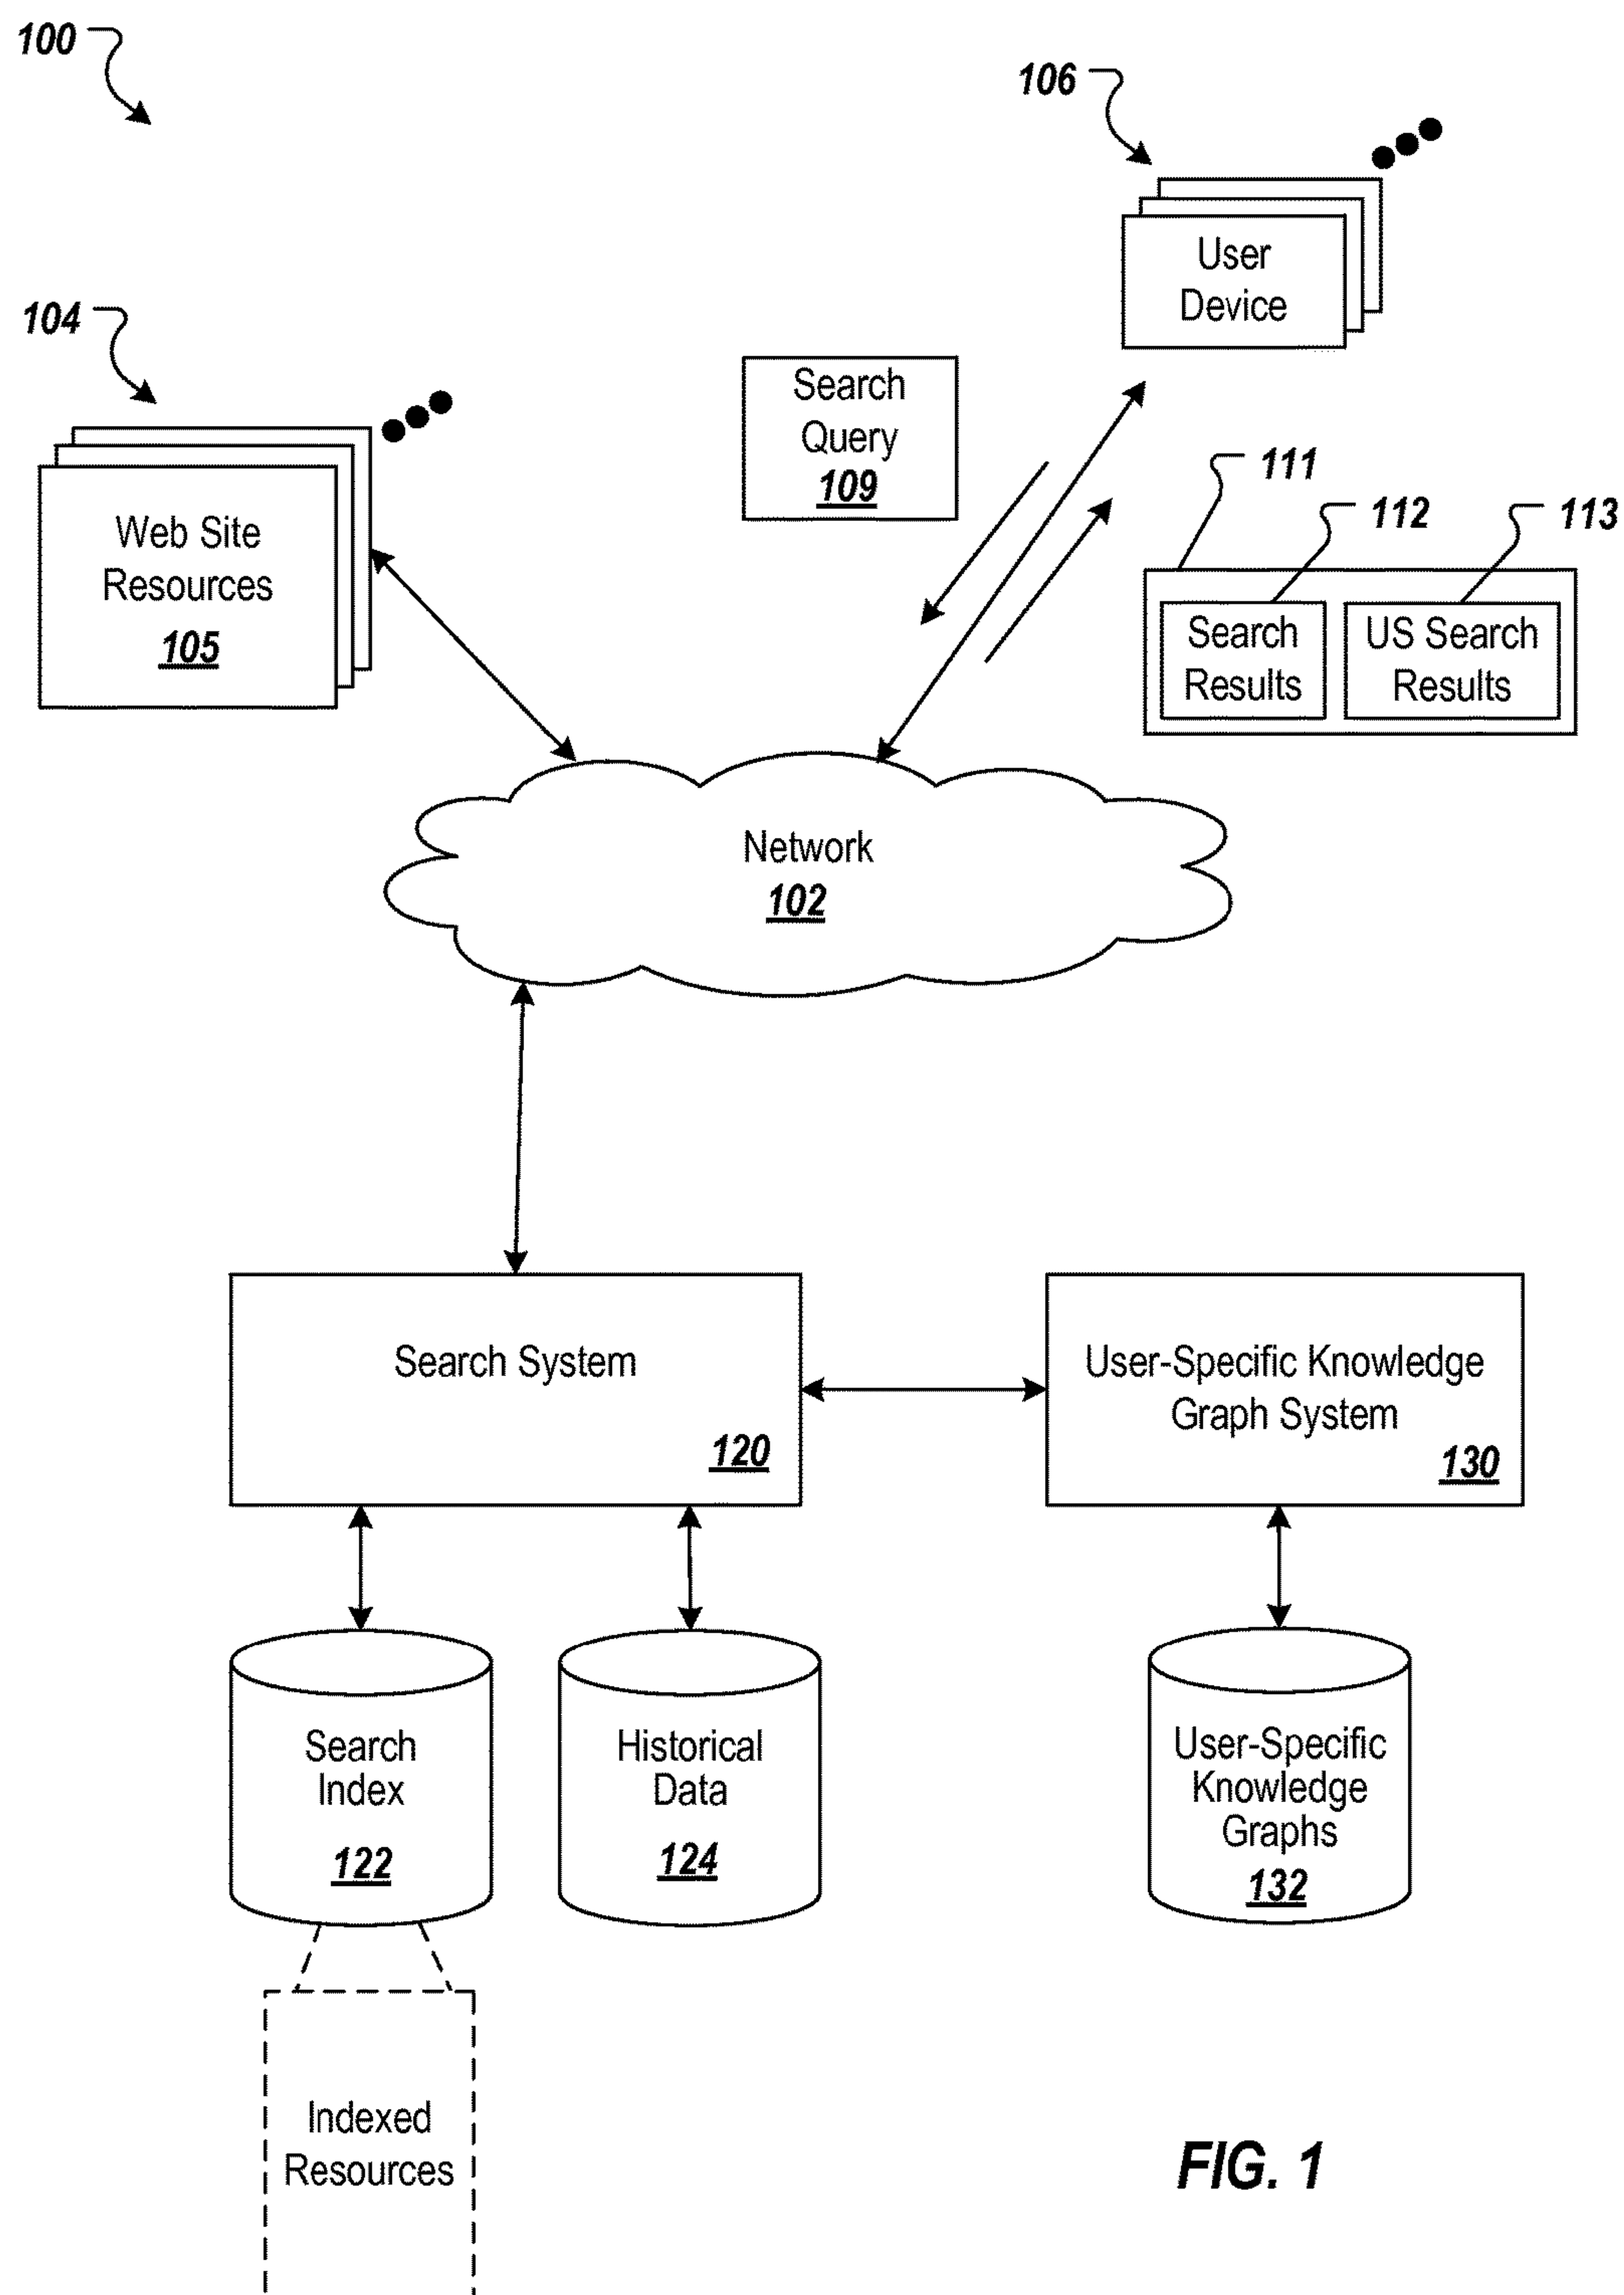 100
106
User
Device
104
Search
Query
109
111
112
113
Web Site
Resources
105
Search
Results
US Search
Results
Network
102
Search System
120
User-Specific Knowledge
Graph System
130
Search
Index
122
Historical
Data
124
User-Specific
Knowledge
Graphs
132
Indexed
Resources
FIG. 1